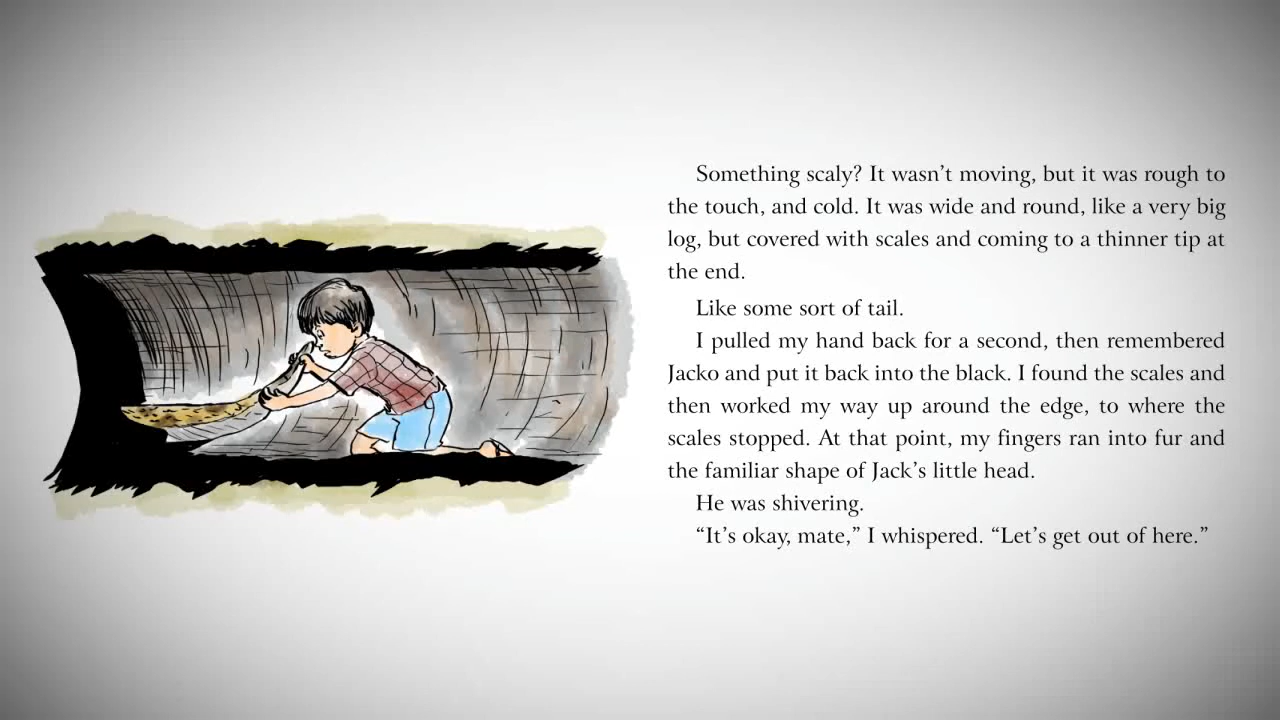 Something scaly? It wasn’t moving, but it was rough to
the touch, and cold. It was wide and round, like a very big
log, but covered with scales and coming to a thinner tip at
the end.
Like some sort of tail.
I pulled my hand back for a second, then remembered
Jacko and put it back into the black. I found the scales and
then worked my way up around the edge, to where the
scales stopped. At that point, my fingers ran into fur and
the familiar shape of Jack’s little head.
He was shivering.
“It’s okay, mate,” I whispered. “Let’s get out of here.”